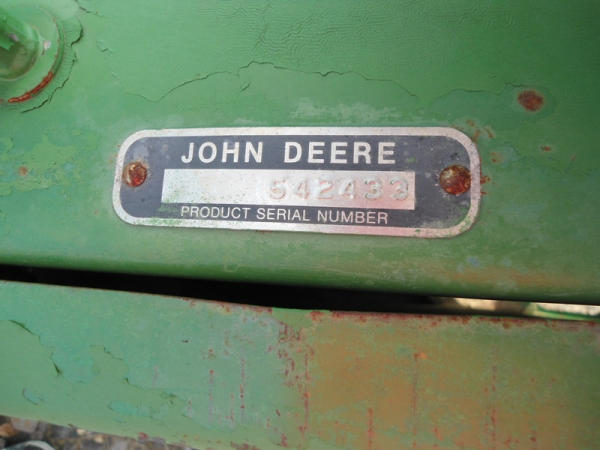 JOHN DEERE
542433
PRODUCT SERIAL NUMBER